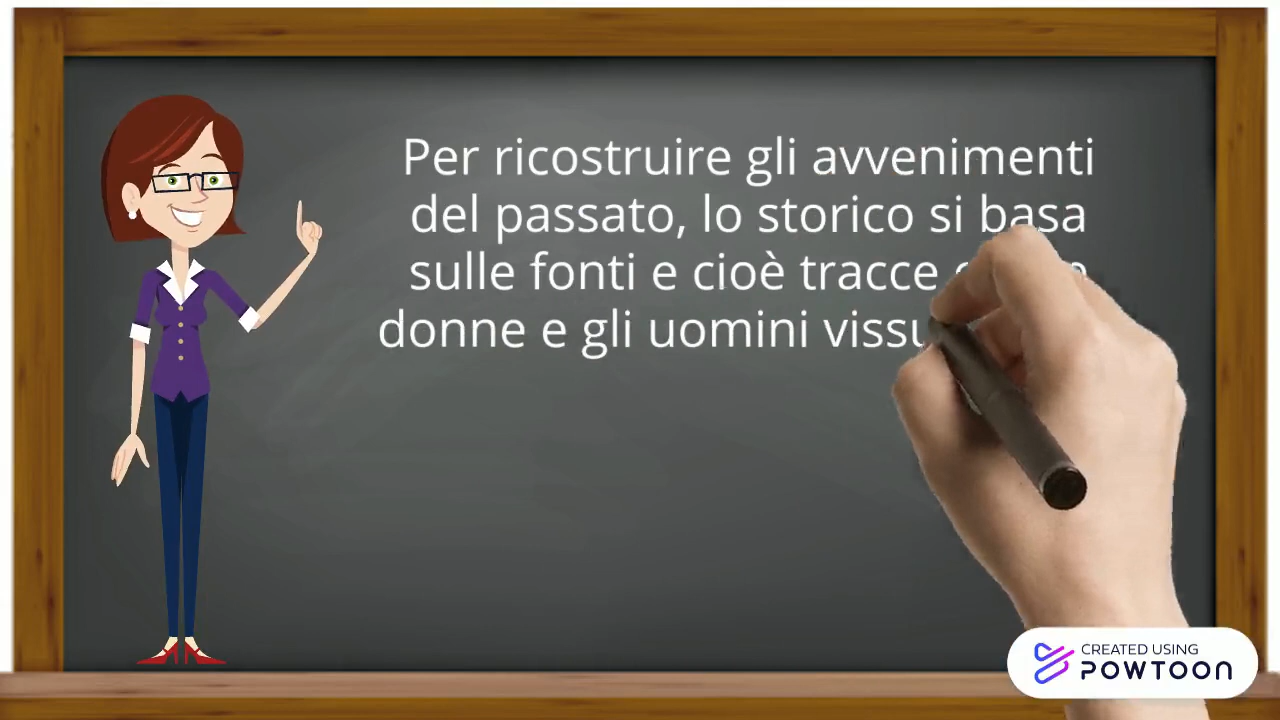 Per ricostruire gli avvenimenti
del passato, lo storico si basa
sulle fonti e cioè tracce
donne e gli uomini
CREATED USING
POWTOON